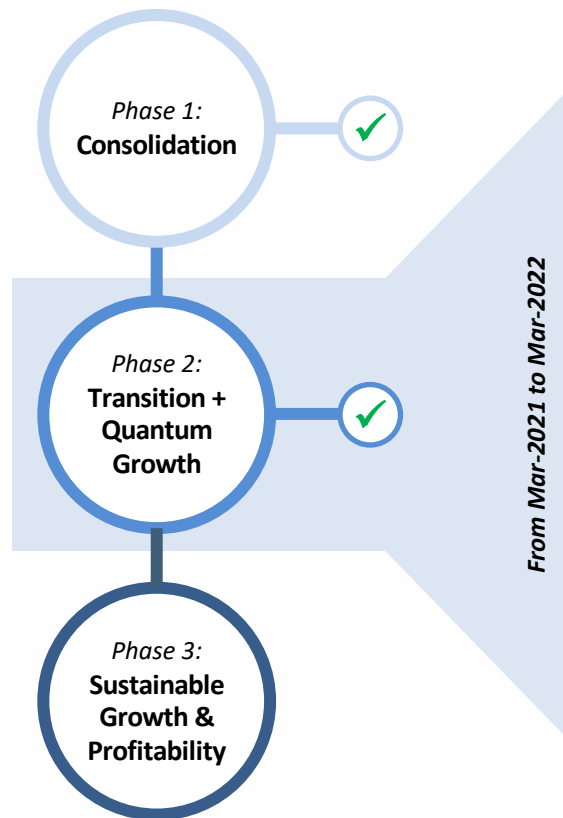 Phase 1:
Consolidation
Phase 2:
Transition +
Quantum
Growth
From Mar-2021 to Mar-2022
Phase 3:
Sustainable
Growth &
Profitability